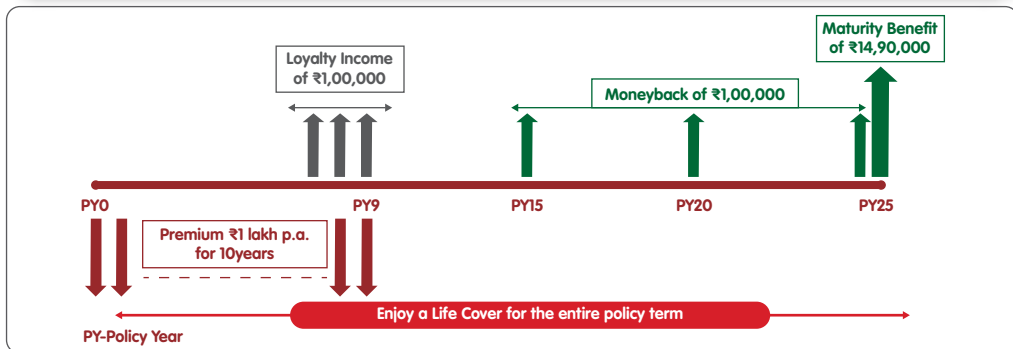 Maturity Benefit
of ₹14,90,000
Loyalty Income
of ₹1,00,000
Moneyback of ₹1,00,000
PY0
PY9
PY15
PY20
PY25
Premium ₹1 lakh p.a.
for 10years
Enjoy a Life Cover for the entire policy term
PY-Policy Year